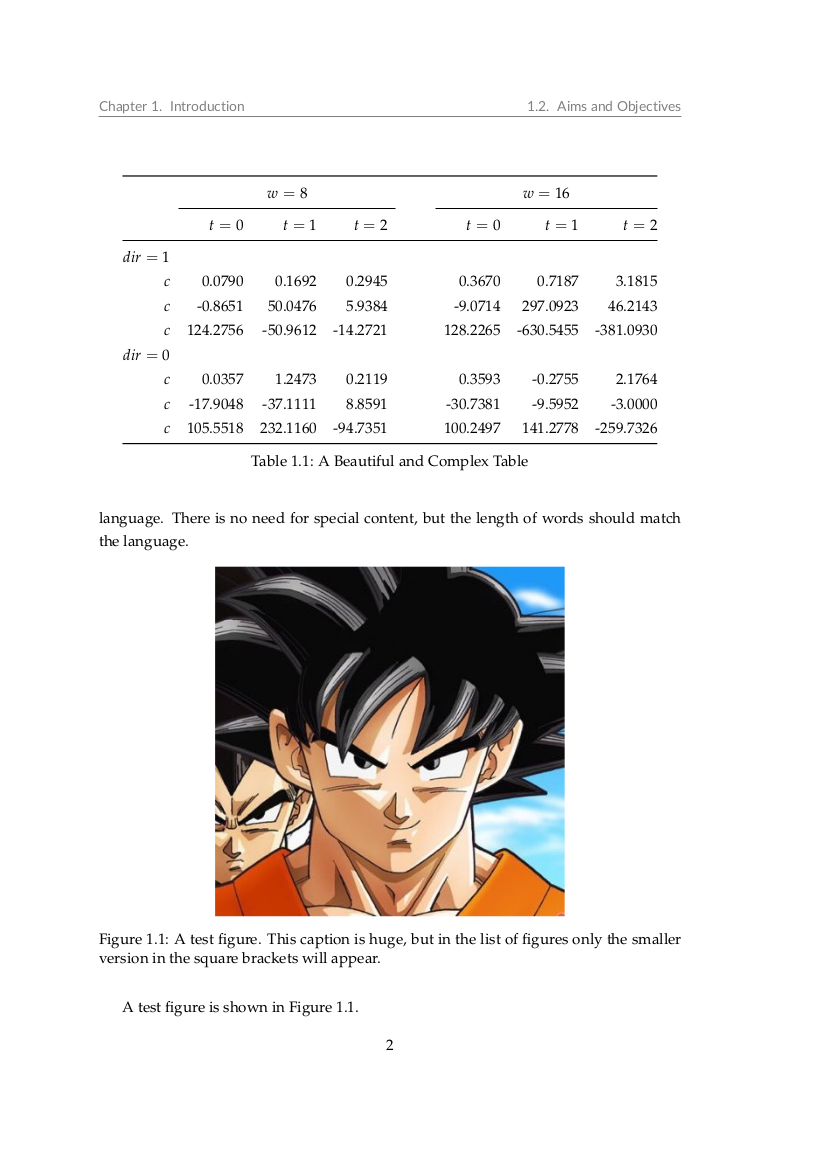 Chapter 1. Introduction 1.2. Aims and Objectives
w = 8 w = 16
t = 0 t = 1 t = 2 t = 0 t = 1 t = 2
dir = 1
c 0.0790 0.1692 0.2945 0.3670 0.7187 3.1815
c -0.8651 50.0476 5.9384 -9.0714 297.0923 46.2143
c 124.2756 -50.9612 -14.2721 128.2265 -630.5455 -381.0930
dir = 0
c 0.0357 1.2473 0.2119 0.3593 -0.2755 2.1764
c -17.9048 -37.1111 8.8591 -30.7381 -9.5952 -3.0000
c 105.5518 232.1160 -94.7351 100.2497 141.2778 -259.7326
Table 1.1: A Beautiful and Complex Table
language. There is no need for special content, but the length of words should match
the language.
Figure 1.1: A test figure. This caption is huge, but in the list of figures only the smaller
version in the square brackets will appear.
A test figure is shown in Figure 1.1.
2